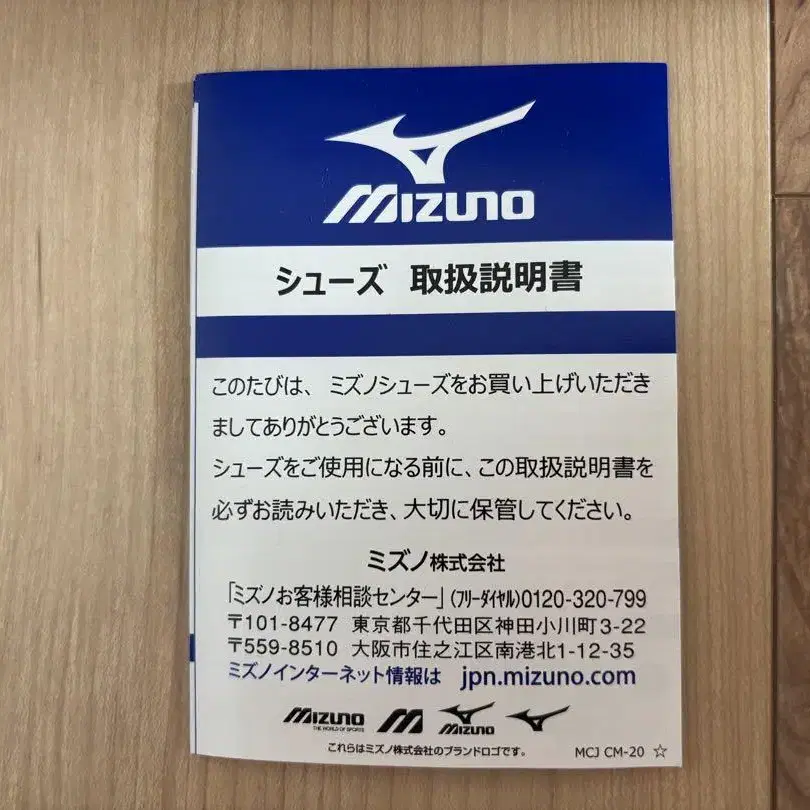 MIZUNO
シューズ 取扱説明書
このたびは、ミズノシューズをお買い上げいただき
ましてありがとうございます。
シューズをご使用になる前に、この取扱説明書を
必ずお読みいただき、大切に保管してください。
ミズノ株式会社
「ミズノお客様相談センター」(フリーダイヤル)0120-320-799
〒101-8477 東京都千代田区神田小川町3-22
〒559-8510 大阪市住之江区南港北1-12-35
ミズノインターネット情報は jpn.mizuno.com
MIZUNO THE WORLD OF SPORTS M MIZUNO
これらはミズノ株式会社のブランドロゴです。 MCJ CM-20 ☆